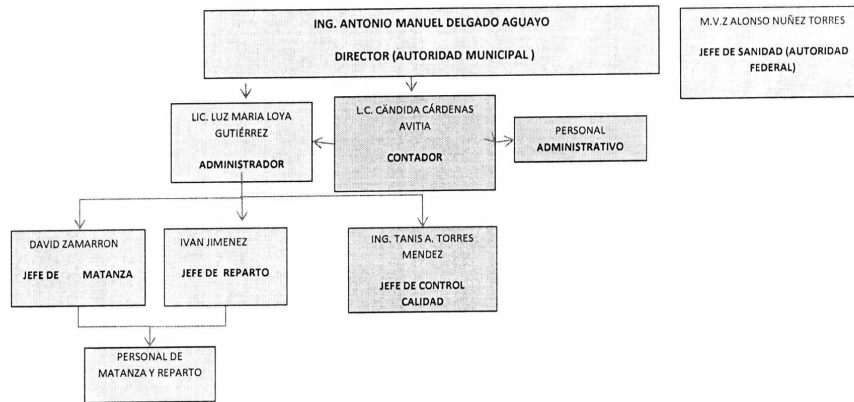 ING. ANTONIO MANUEL DELGADO AGUAYO
DIRECTOR (AUTORIDAD MUNICIPAL )
M.V.Z ALONSO NUÑEZ TORRES
JEFE DE SANIDAD (AUTORIDAD
FEDERAL)
LIC. LUZ MARIA LOYA
GUTIÉRREZ
ADMINISTRADOR
L.C. CÄNDIDA CÁRDENAS
AVITIA
CONTADOR
PERSONAL
ADMINISTRATIVO
DAVID ZAMARRON
JEFE DE MATANZA
IVAN JIMENEZ
JEFE DE REPARTO
ING. TANIS A. TORRES
MENDEZ
JEFE DE CONTROL
CALIDAD
PERSONAL DE
MATANZA Y REPARTO